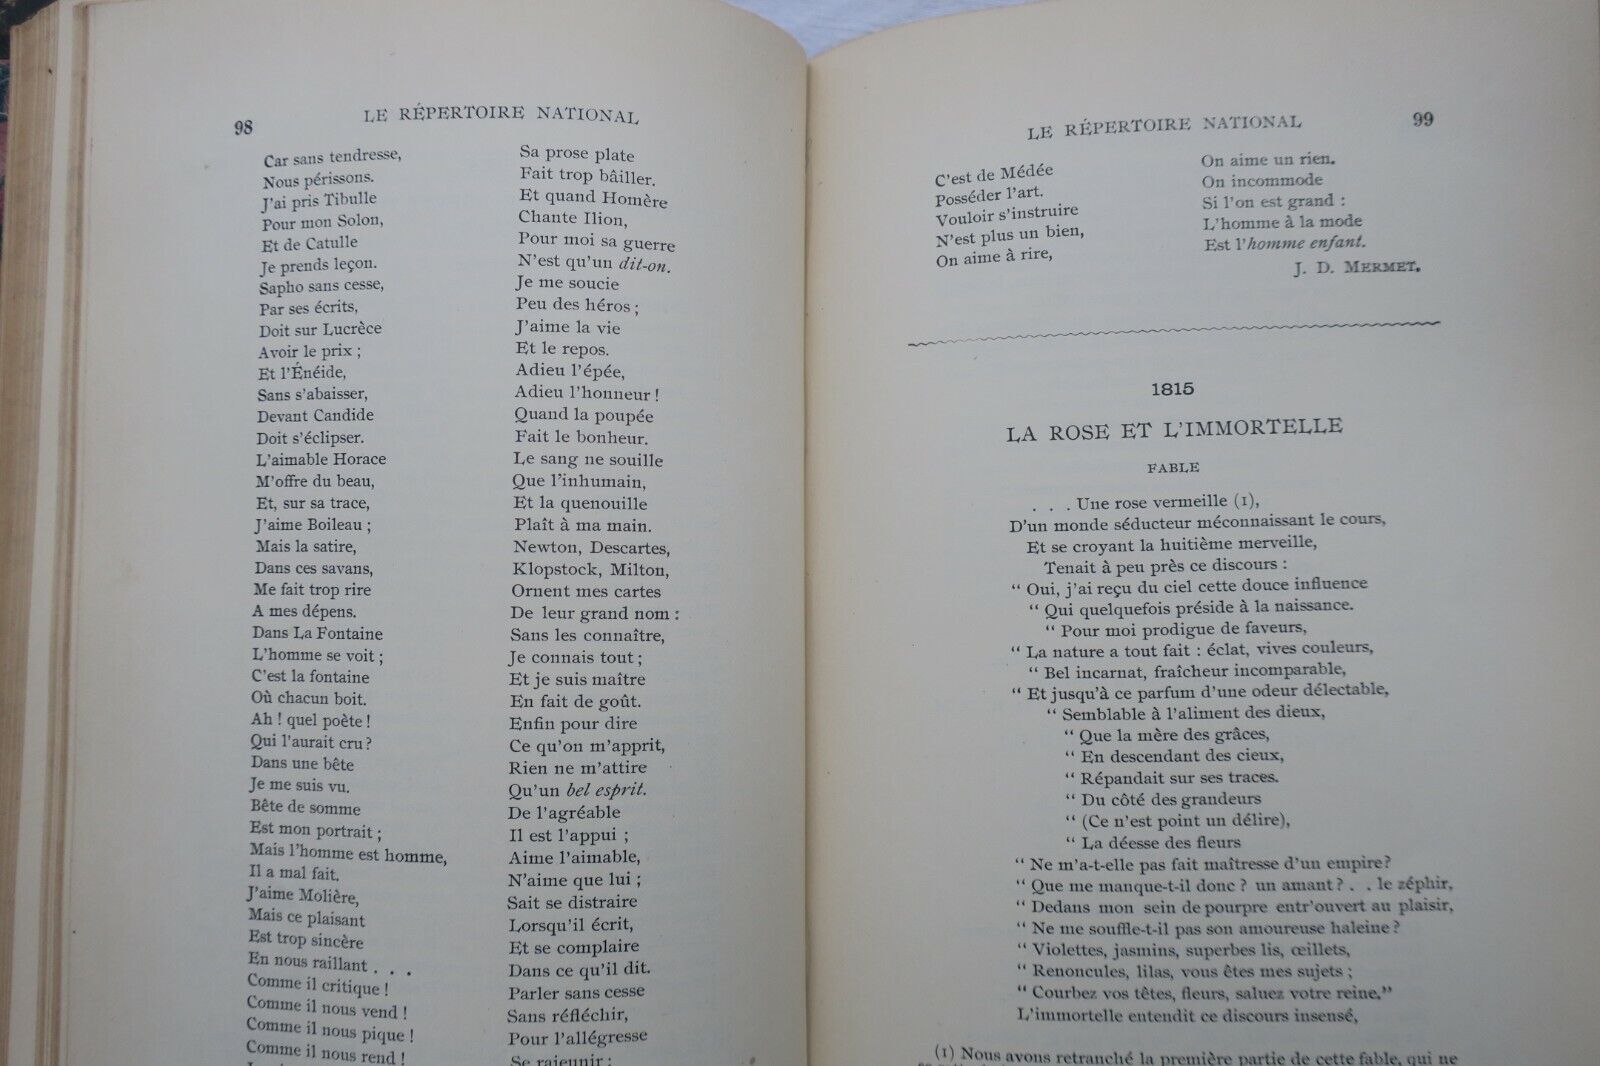 98
LE RÉPERTOIRE NATIONAL
Car sans tendresse,
Nous périssons.
J'ai pris Tibulle
Pour mon Solon,
Et de Catulle
Je prends leçon.
Sapho sans cesse,
Par ses écrits,
Doit sur Lucrèce
Avoir le prix ;
Et l'Énéide,
Sans s'abaisser,
Devant Candide
Doit s'éclipser.
L'aimable Horace
M'offre du beau,
Et, sur sa trace,
J'aime Boileau ;
Mais la satire,
Dans ces savans,
Me fait trop rire
A mes dépens.
Dans La Fontaine
L'homme se voit ;
C'est la fontaine
Où chacun boit.
Ah ! quel poète !
Qui l'aurait cru ?
Dans une bête
Je me suis vu.
Bête de somme
Est mon portrait ;
Mais l'homme est homme,
Il a mal fait.
J'aime Molière,
Mais ce plaisant
Est trop sincère
En nous raillant . . .
Comme il critique !
Comme il nous vend !
Comme il nous pique !
Comme il nous rend !
Sa prose plate
Fait trop bâiller.
Et quand Homère
Chante Ilion,
Pour moi sa guerre
N'est qu'un dit-on.
Je me soucie
Peu des héros ;
J'aime la vie
Et le repos.
Adieu l'épée,
Adieu l'honneur !
Quand la poupée
Fait le bonheur.
Le sang ne souille
Que l'inhumain,
Et la quenouille
Plaît à ma main.
Newton, Descartes,
Klopstock, Milton,
Ornent mes cartes
De leur grand nom :
Sans les connaître,
Je connais tout ;
Et je suis maître
En fait de goût.
Enfin pour dire
Ce qu'on m'apprit,
Rien ne m'attire
Qu'un bel esprit.
De l'agréable
Il est l'appui ;
Aime l'aimable,
N'aime que lui ;
Sait se distraire
Lorsqu'il écrit,
Et se complaire
Dans ce qu'il dit.
Parler sans cesse
Sans réfléchir,
Pour l'allégresse
Se rajeunir ;
LE RÉPERTOIRE NATIONAL
99
C'est de Médée
Posséder l'art.
Vouloir s'instruire
N'est plus un bien,
On aime à rire,
On aime un rien.
On incommode
Si l'on est grand :
L'homme à la mode
Est l'homme enfant.
J. D. MERMET.
1815
LA ROSE ET L'IMMORTELLE
FABLE
. . . Une rose vermeille (1),
D'un monde séducteur méconnaissant le cours,
Et se croyant la huitième merveille,
Tenait à peu près ce discours :
“ Oui, j'ai reçu du ciel cette douce influence
“ Qui quelquefois préside à la naissance.
“ Pour moi prodigue de faveurs,
“ La nature a tout fait : éclat, vives couleurs,
“ Bel incarnat, fraîcheur incomparable,
“ Et jusqu'à ce parfum d'une odeur délectable,
“ Semblable à l'aliment des dieux,
“ Que la mère des grâces,
“ En descendant des cieux,
“ Répandait sur ses traces.
“ Du côté des grandeurs
“ (Ce n'est point un délire),
“ La déesse des fleurs
“ Ne m'a-t-elle pas fait maîtresse d'un empire ?
“ Que me manque-t-il donc ? un amant ? . . le zéphir,
“ Dedans mon sein de pourpre entr'ouvert au plaisir,
“ Ne me souffle-t-il pas son amoureuse haleine ?
“ Violettes, jasmins, superbes lis, œillets,
“ Renoncules, lilas, vous êtes mes sujets ;
“ Courbez vos têtes, fleurs, saluez votre reine.”
L'immortelle entendit ce discours insensé,
(1) Nous avons retranché la première partie de cette fable, qui ne